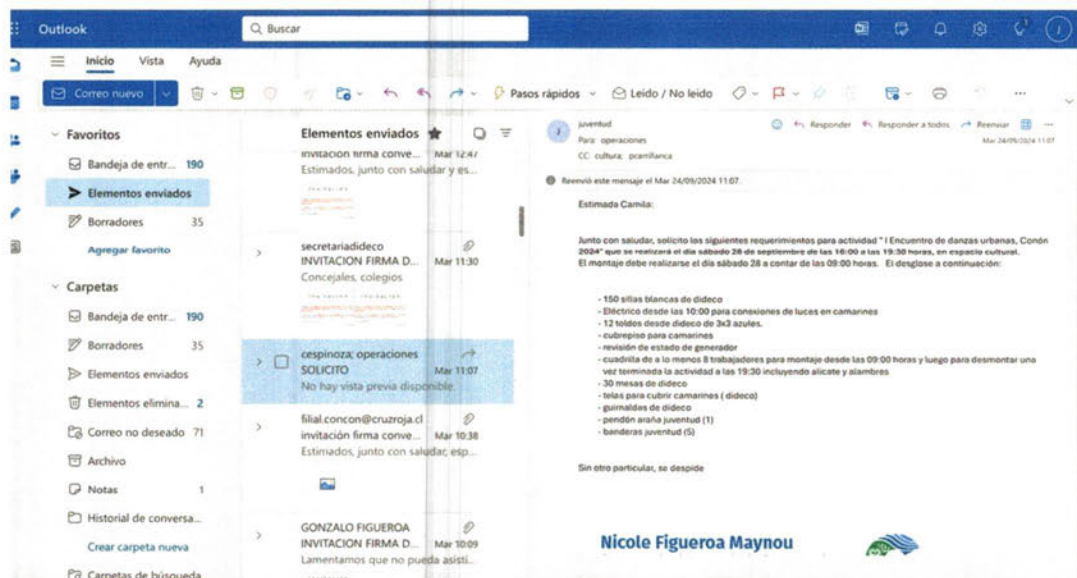 Outlook
Buscar
Inicio Vista Ayuda
Correo nuevo
Pasos rápidos
Leído / No leído
Favoritos
Bandeja de entr... 190
Elementos enviados
Borradores 35
Agregar favorito
Carpetas
Bandeja de entr... 190
Borradores 35
Elementos enviados
Elementos elimina... 2
Correo no deseado 71
Archivo
Notas 1
Historial de conversa...
Crear carpeta nueva
Carpetas de búsqueda
Elementos enviados
invitación firma conve... Mar 12:47
Estimados, junto con saludar y es...
secretariadideco
INVITACION FIRMA D... Mar 11:30
Concejales, colegios
cespinoza; operaciones
SOLICITO Mar 11:07
No hay vista previa disponible.
filial.concon@cruzroja.cl
invitación firma conve... Mar 10:38
Estimados, junto con saludar, esp...
GONZALO FIGUEROA
INVITACION FIRMA D... Mar 10:09
Lamentamos que no pueda asisti...
J
juventud
Para: operaciones
CC: cultura; pcamilianca
Responder Responder a todos Reenviar
Mar 24/09/2024 11:07
Reenvió este mensaje el Mar 24/09/2024 11:07.
Estimada Camila:
Junto con saludar, solicito los siguientes requerimientos para actividad " I Encuentro de danzas urbanas, Conón
2024" que se realizará el día sábado 28 de septiembre de las 16:00 a las 19:30 horas, en espacio cultural.
El montaje debe realizarse el día sábado 28 a contar de las 09:00 horas. El desglose a continuación:
- 150 sillas blancas de dideco
- Eléctrico desde las 10:00 para conexiones de luces en camarines
- 12 toldos desde dideco de 3x3 azules.
- cubrepiso para camarines
- revisión de estado de generador
- cuadrilla de a lo menos 8 trabajadores para montaje desde las 09:00 horas y luego para desmontar una
vez terminada la actividad a las 19:30 incluyendo alicate y alambres
- 30 mesas de dideco
- telas para cubrir camarines ( dideco)
- guirnaldas de dideco
- pendón araña juventud (1)
- banderas juventud (5)
Sin otro particular, se despide
Nicole Figueroa Maynou